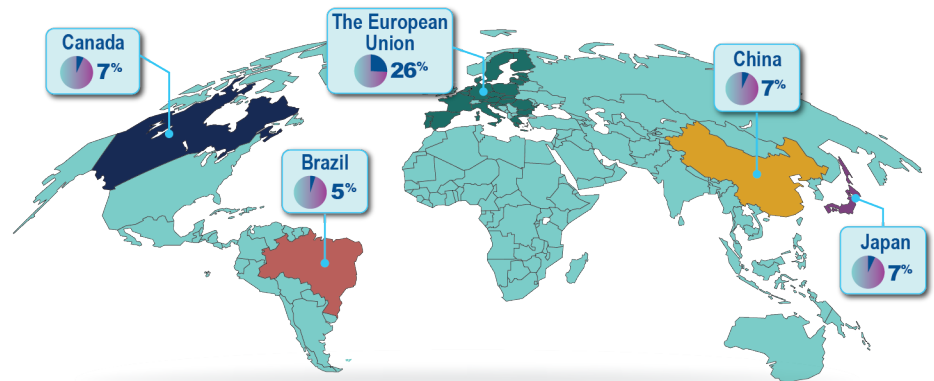 Canada
7%
The European
Union
26%
China
7%
Brazil
5%
Japan
7%